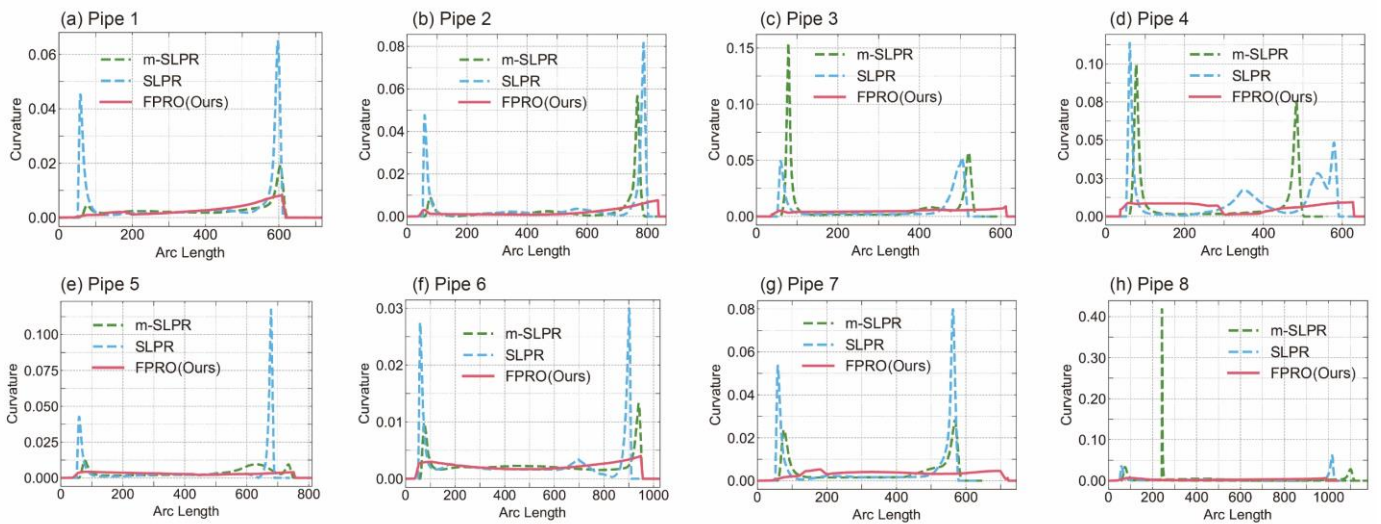 (a) Pipe 1
0.06
0.04
0.02
0.00
Curvature
m-SLPR
SLPR
FPRO(Ours)
0
200
400
600
Arc Length
(b) Pipe 2
0.08
0.06
0.04
0.02
0.00
Curvature
m-SLPR
SLPR
FPRO(Ours)
0
200
400
600
800
Arc Length
(c) Pipe 3
0.15
0.10
0.05
0.00
Curvature
m-SLPR
SLPR
FPRO(Ours)
0
200
400
600
Arc Length
(d) Pipe 4
0.10
0.08
0.05
0.03
0.00
Curvature
m-SLPR
SLPR
FPRO(Ours)
0
200
400
600
Arc Length
(e) Pipe 5
0.100
0.075
0.050
0.025
0.000
Curvature
m-SLPR
SLPR
FPRO(Ours)
0
200
400
600
800
Arc Length
(f) Pipe 6
0.03
0.02
0.01
0.00
Curvature
m-SLPR
SLPR
FPRO(Ours)
0
200
400
600
800
1000
Arc Length
(g) Pipe 7
0.08
0.06
0.04
0.02
0.00
Curvature
m-SLPR
SLPR
FPRO(Ours)
0
200
400
600
Arc Length
(h) Pipe 8
0.40
0.30
0.20
0.10
0.00
Curvature
m-SLPR
SLPR
FPRO(Ours)
0
200
400
600
800
1000
Arc Length